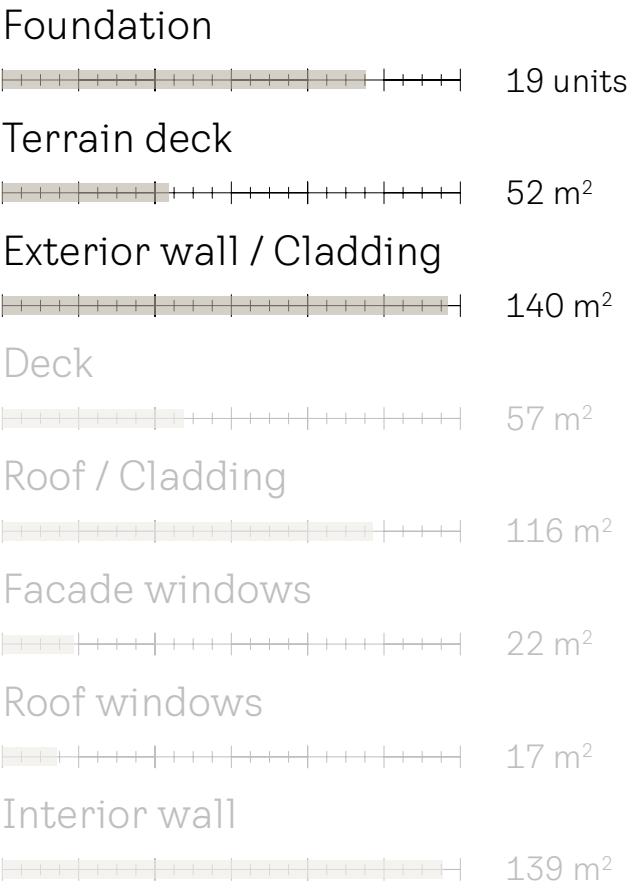 Foundation
19 units
Terrain deck
52 m²
Exterior wall / Cladding
140 m²
Deck
57 m²
Roof / Cladding
116 m²
Facade windows
22 m²
Roof windows
17 m²
Interior wall
139 m²